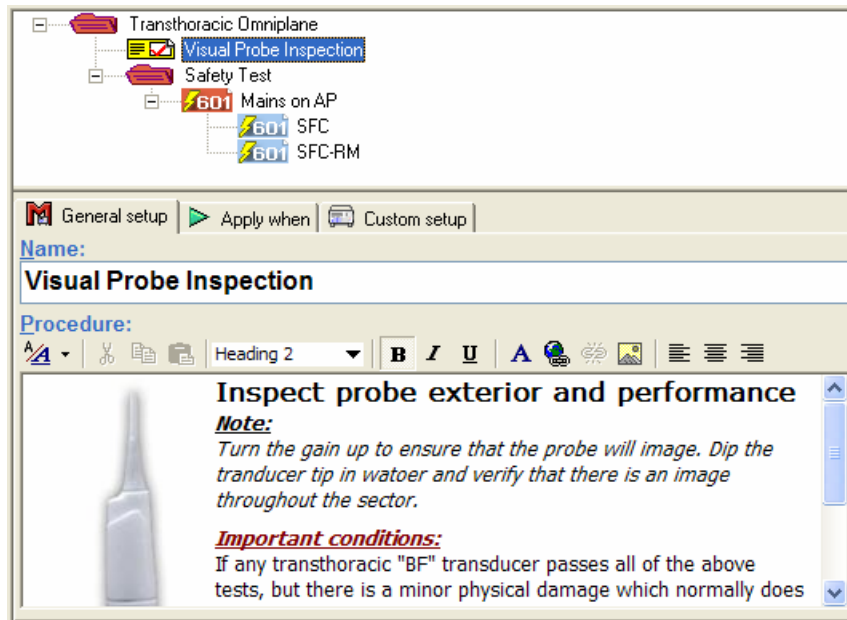 Transthoracic Omniplane
Visual Probe Inspection
Safety Test
601 Mains on AP
601 SFC
601 SFC-RM
General setup Apply when Custom setup
Name:
Visual Probe Inspection
Procedure:
Heading 2 B I U A
Inspect probe exterior and performance
Note:
Turn the gain up to ensure that the probe will image. Dip the
tranducer tip in watoer and verify that there is an image
throughout the sector.
Important conditions:
If any transthoracic "BF" transducer passes all of the above
tests, but there is a minor physical damage which normally does